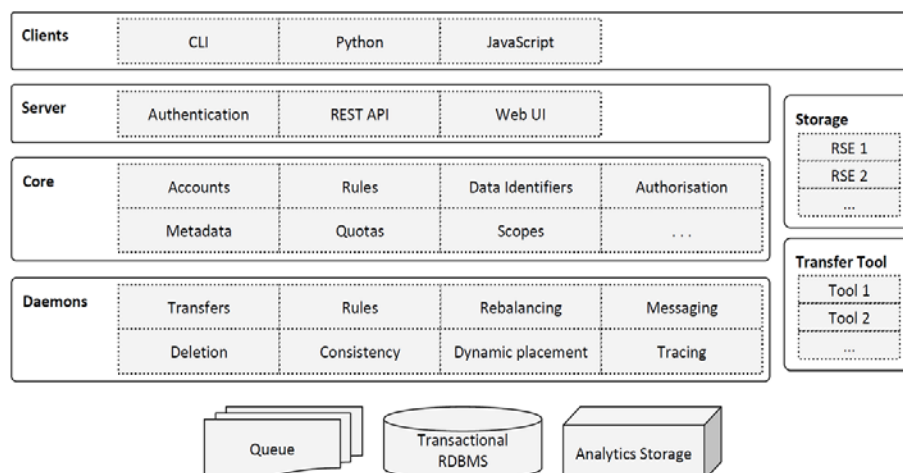 Clients
CLI Python JavaScript
Server
Authentication REST API Web UI
Storage
RSE 1
RSE 2
...
Core
Accounts Rules Data Identifiers Authorisation
Metadata Quotas Scopes . . .
Transfer Tool
Tool 1
Tool 2
...
Daemons
Transfers Rules Rebalancing Messaging
Deletion Consistency Dynamic placement Tracing
Queue
Transactional
RDBMS
Analytics Storage